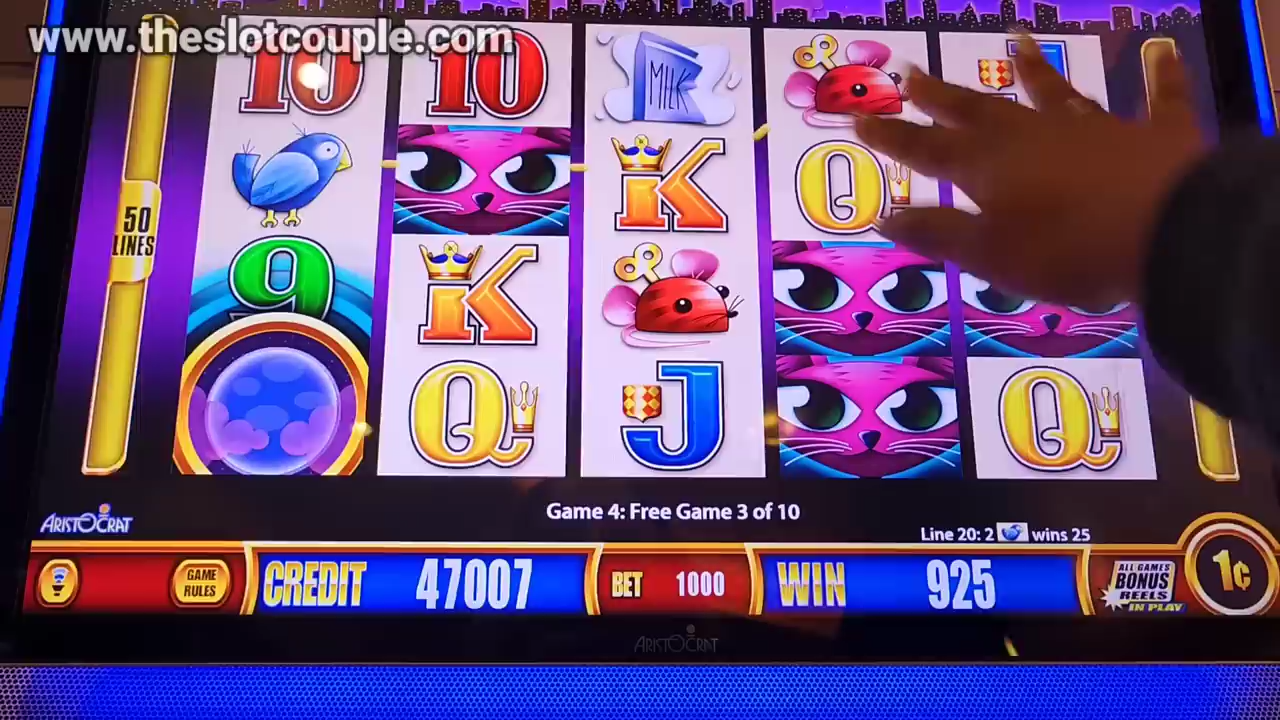 www.theslotcouple.com
10 10 MILK
K Q
50
LINES
9 K
Q J Q
Game 4: Free Game 3 of 10
ARISTOCRAT
Line 20: 2 wins 25
GAME
RULES
CREDIT 47007 BET 1000 WIN 925
ALL GAMES
BONUS
REELS
IN PLAY
1¢
ARISTOCRAT